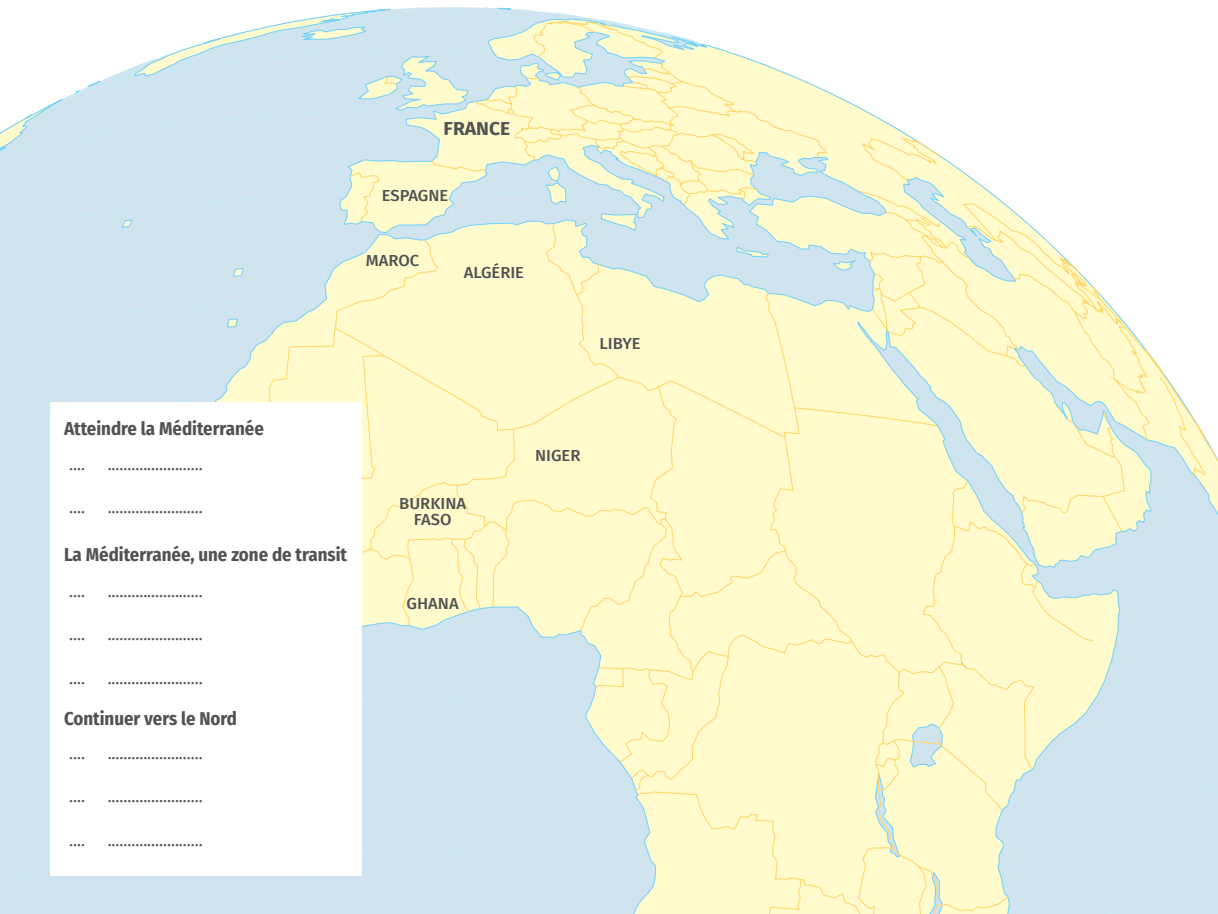 FRANCE
ESPAGNE
MAROC
ALGÉRIE
LIBYE
NIGER
BURKINA
FASO
GHANA
Atteindre la Méditerranée
.... ........................
.... ........................
La Méditerranée, une zone de transit
.... ........................
.... ........................
.... ........................
Continuer vers le Nord
.... ........................
.... ........................
.... ........................